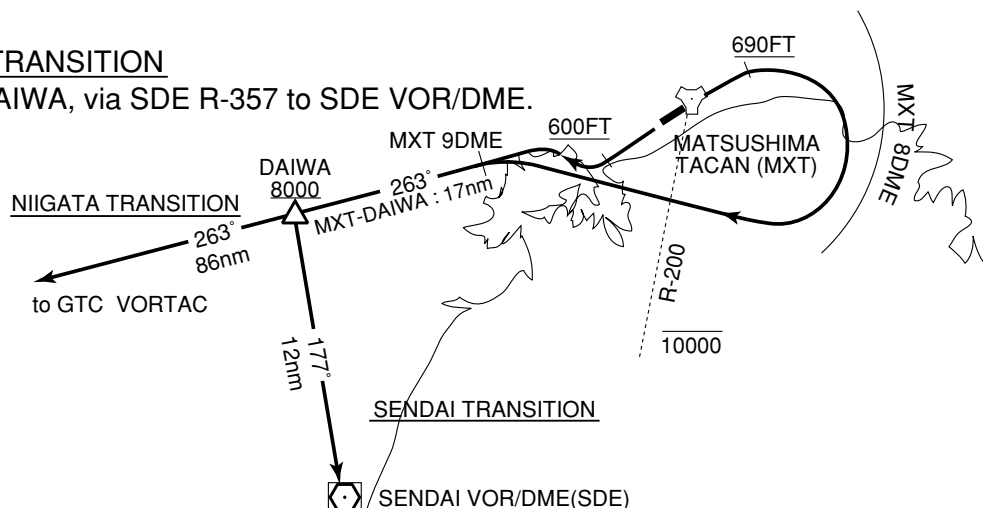 TRANSITION
AIWA, via SDE R-357 to SDE VOR/DME.
690FT
600FT
MXT 9DME
MATSUSHIMA
TACAN (MXT)
MXT 8DME
DAIWA
8000
263°
MXT-DAIWA : 17nm
NIIGATA TRANSITION
263°
86nm
to GTC VORTAC
R-200
10000
177°
12nm
SENDAI TRANSITION
SENDAI VOR/DME(SDE)